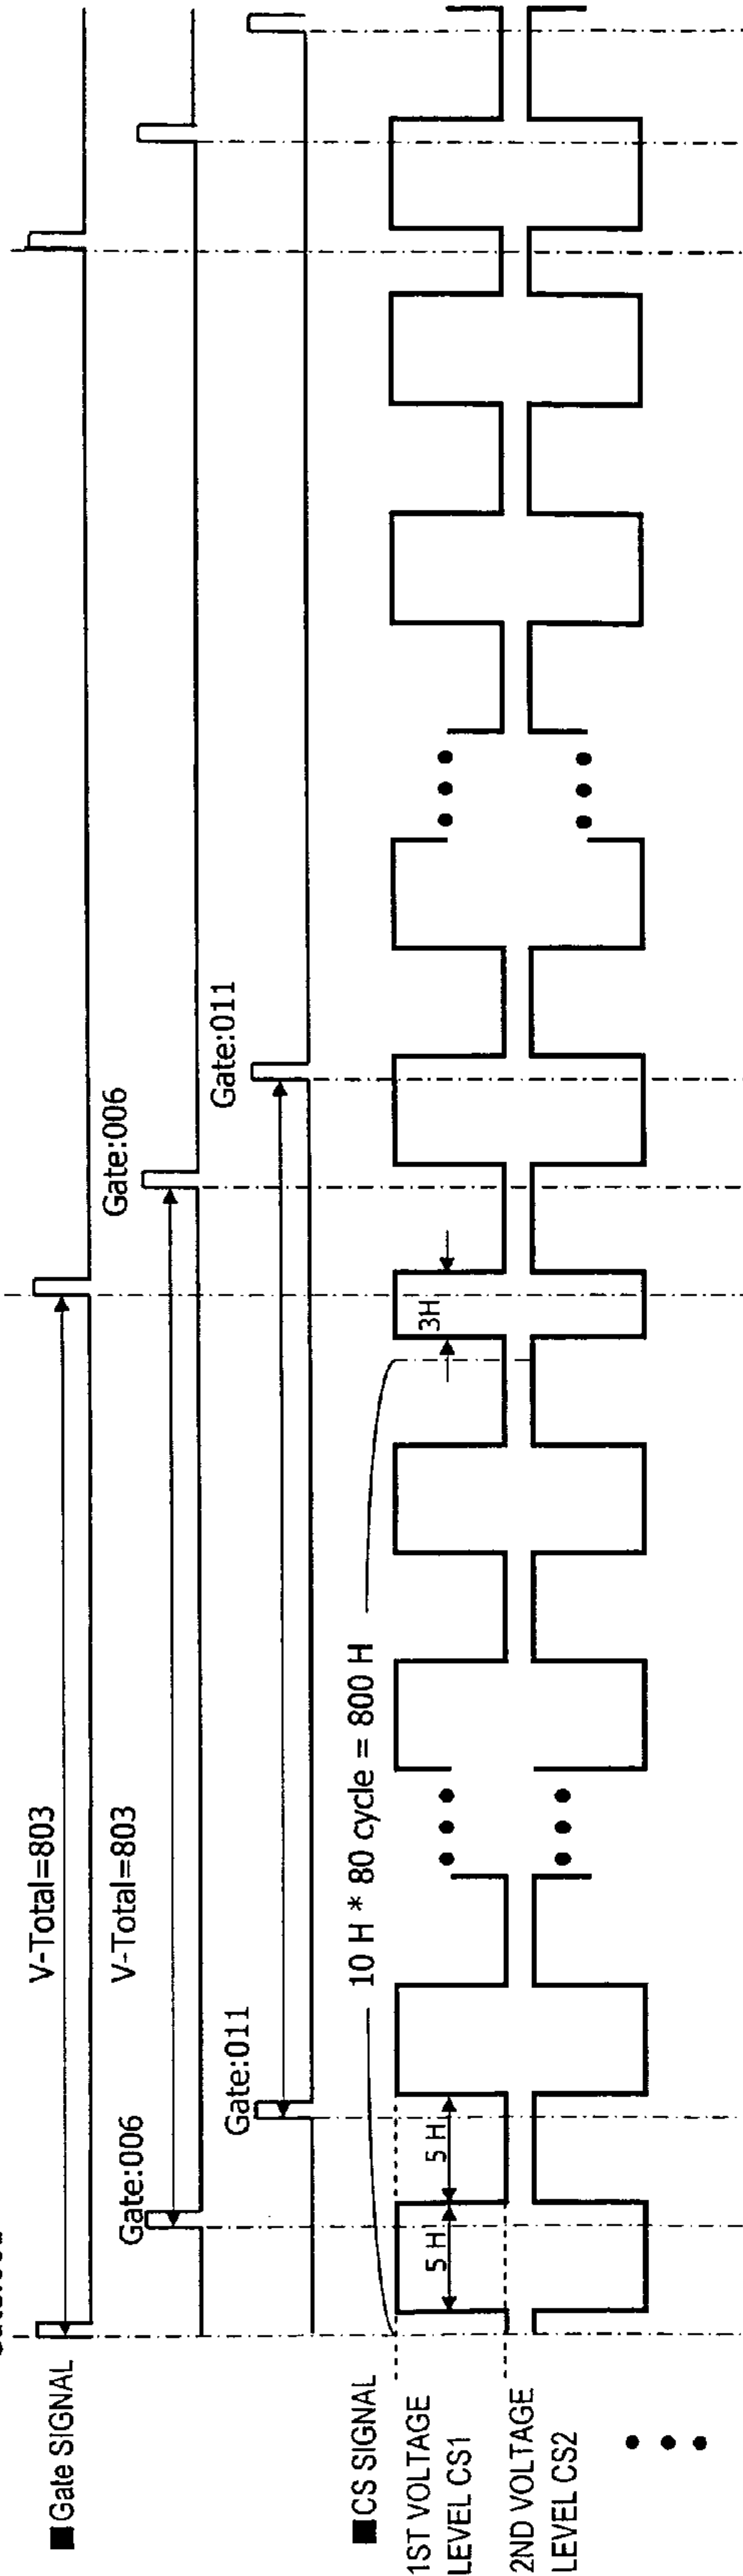 ■Gate SIGNAL
V-Total=803
Gate:006
V-Total=803
Gate:006
Gate:011
Gate:011
■CS SIGNAL
10 H * 80 cycle = 800 H
1ST VOLTAGE
LEVEL CS1
5 H
5 H
3H
2ND VOLTAGE
LEVEL CS2